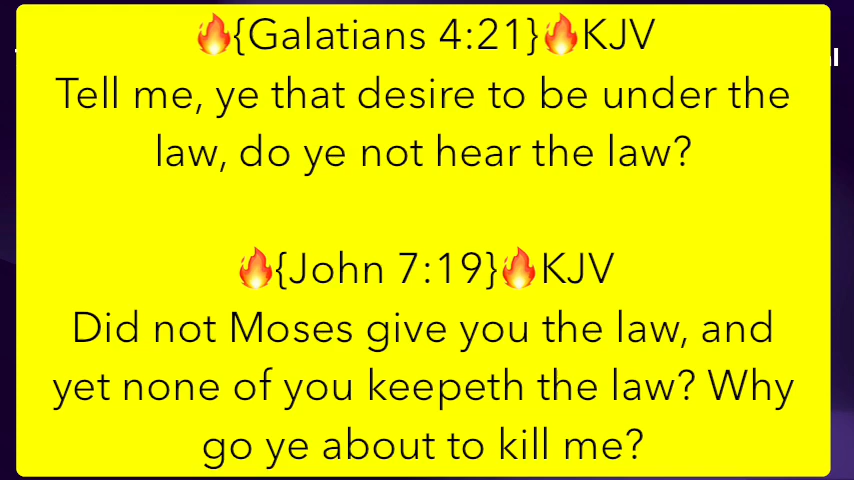 🔥{Galatians 4:21}🔥KJV
Tell me, ye that desire to be under the
law, do ye not hear the law?
🔥{John 7:19}🔥KJV
Did not Moses give you the law, and
yet none of you keepeth the law? Why
go ye about to kill me?